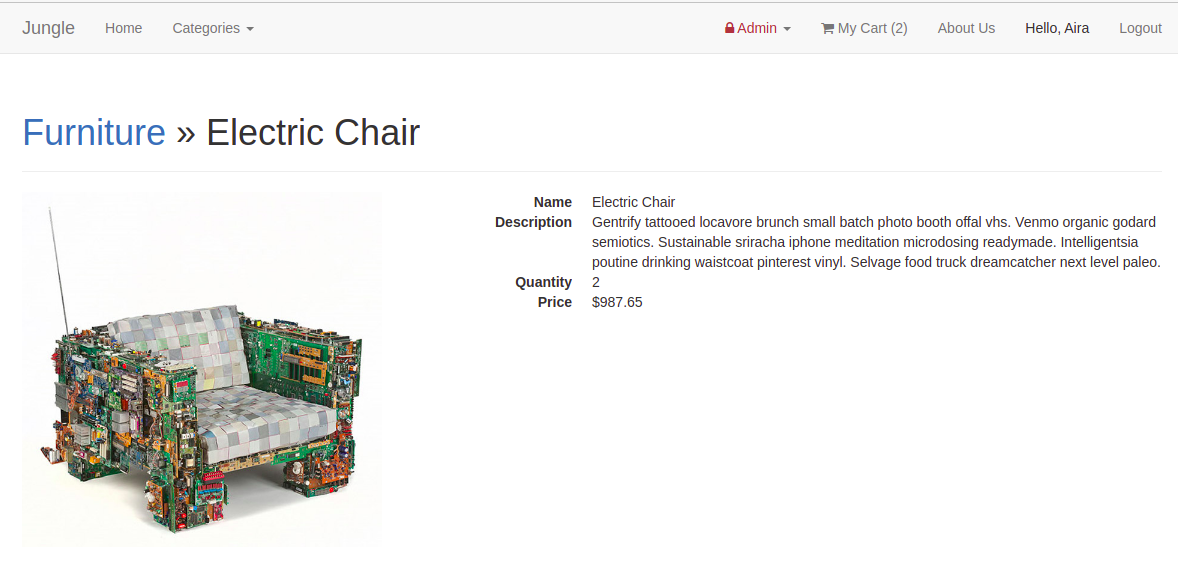 Jungle Home Categories Admin My Cart (2) About Us Hello, Aira Logout
Furniture » Electric Chair
Name Electric Chair
Description Gentrify tattooed locavore brunch small batch photo booth offal vhs. Venmo organic godard
semiotics. Sustainable sriracha iphone meditation microdosing readymade. Intelligentsia
poutine drinking waistcoat pinterest vinyl. Selvage food truck dreamcatcher next level paleo.
Quantity 2
Price $987.65